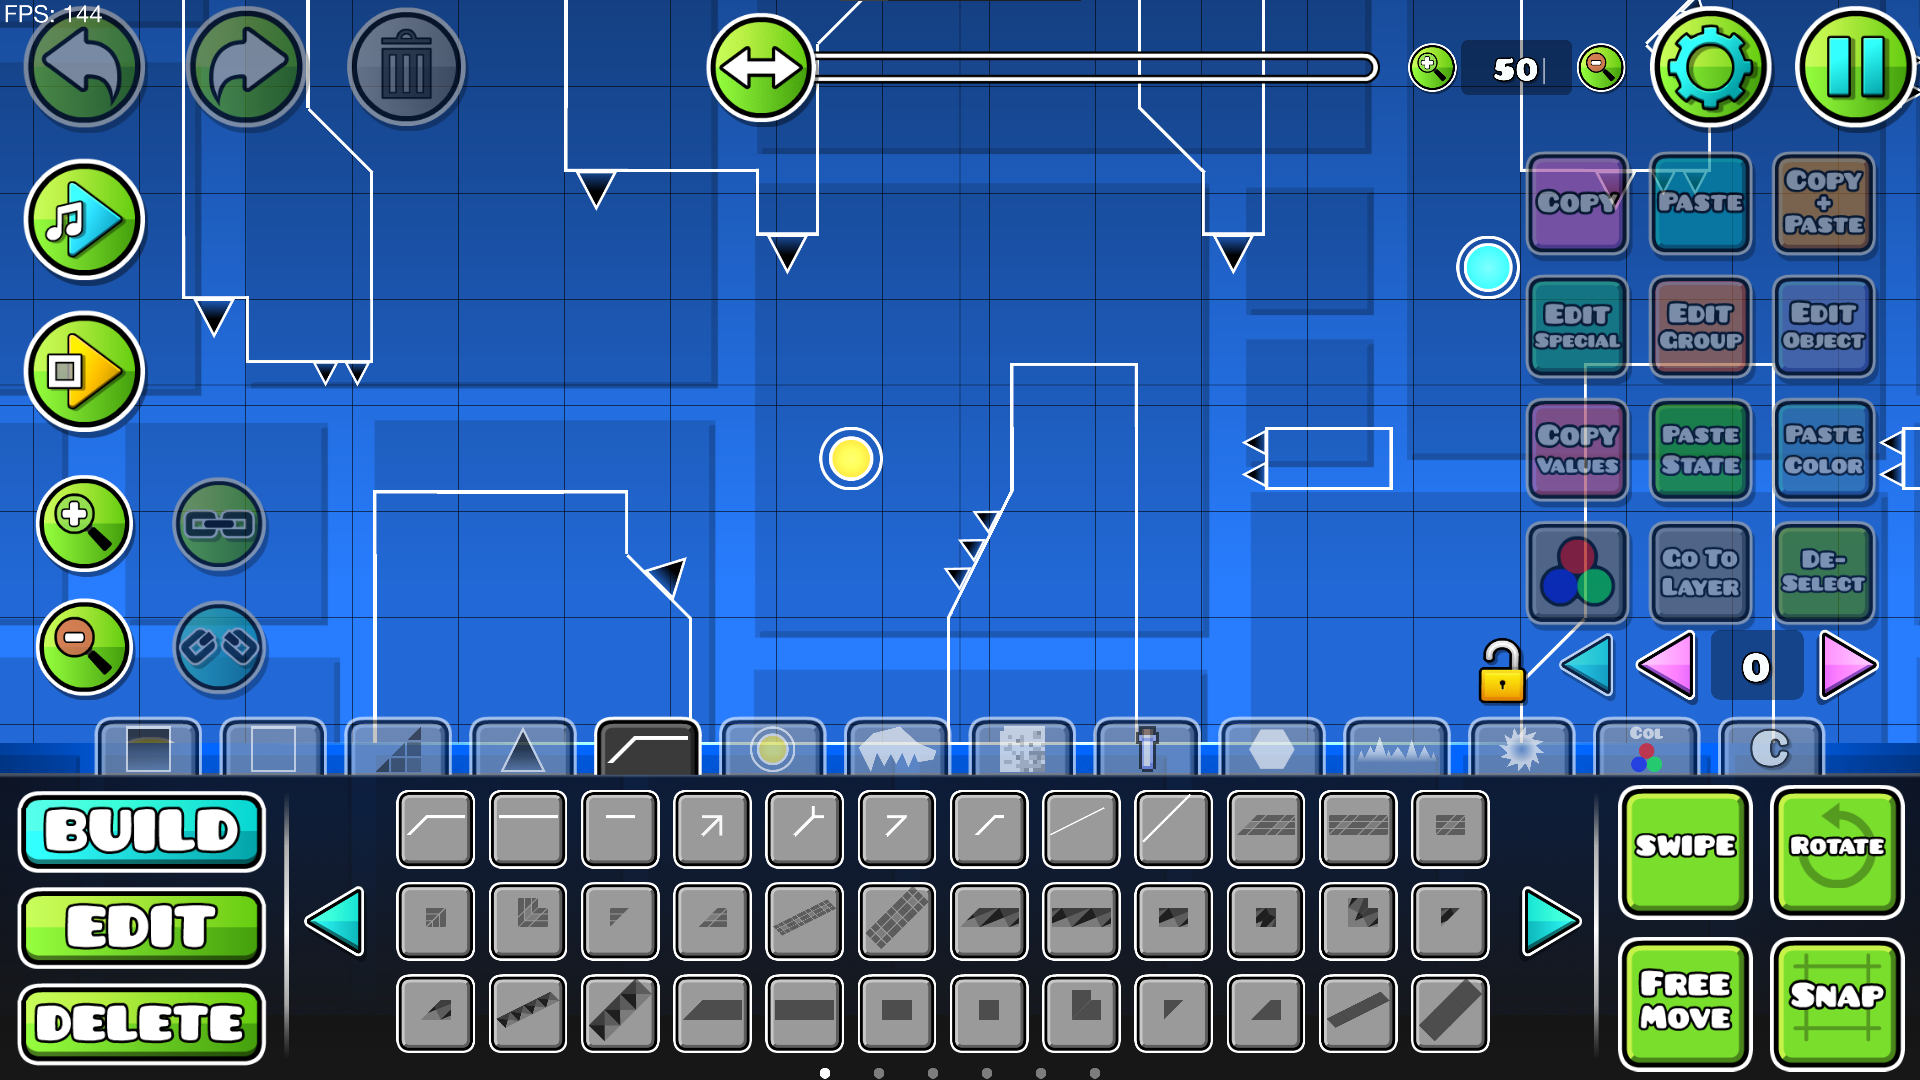 FPS: 144
50
COPY
PASTE
COPY
+
PASTE
EDIT
SPECIAL
EDIT
GROUP
EDIT
OBJECT
COPY
VALUES
PASTE
STATE
PASTE
COLOR
GO TO
LAYER
DE-
SELECT
0
COL
C
BUILD
EDIT
DELETE
SWIPE
ROTATE
FREE
MOVE
SNAP